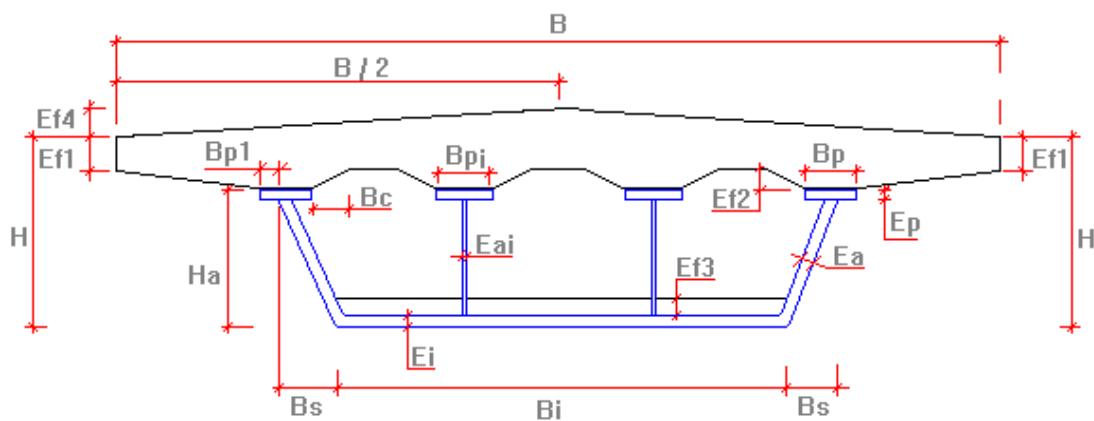 B
B / 2
Ef4
Ef1
Bp1
Bpi
Bp
Ef1
Bc
Ef2
Ep
H
Ha
Eai
Ef3
Ea
H
Ei
Bs
Bi
Bs